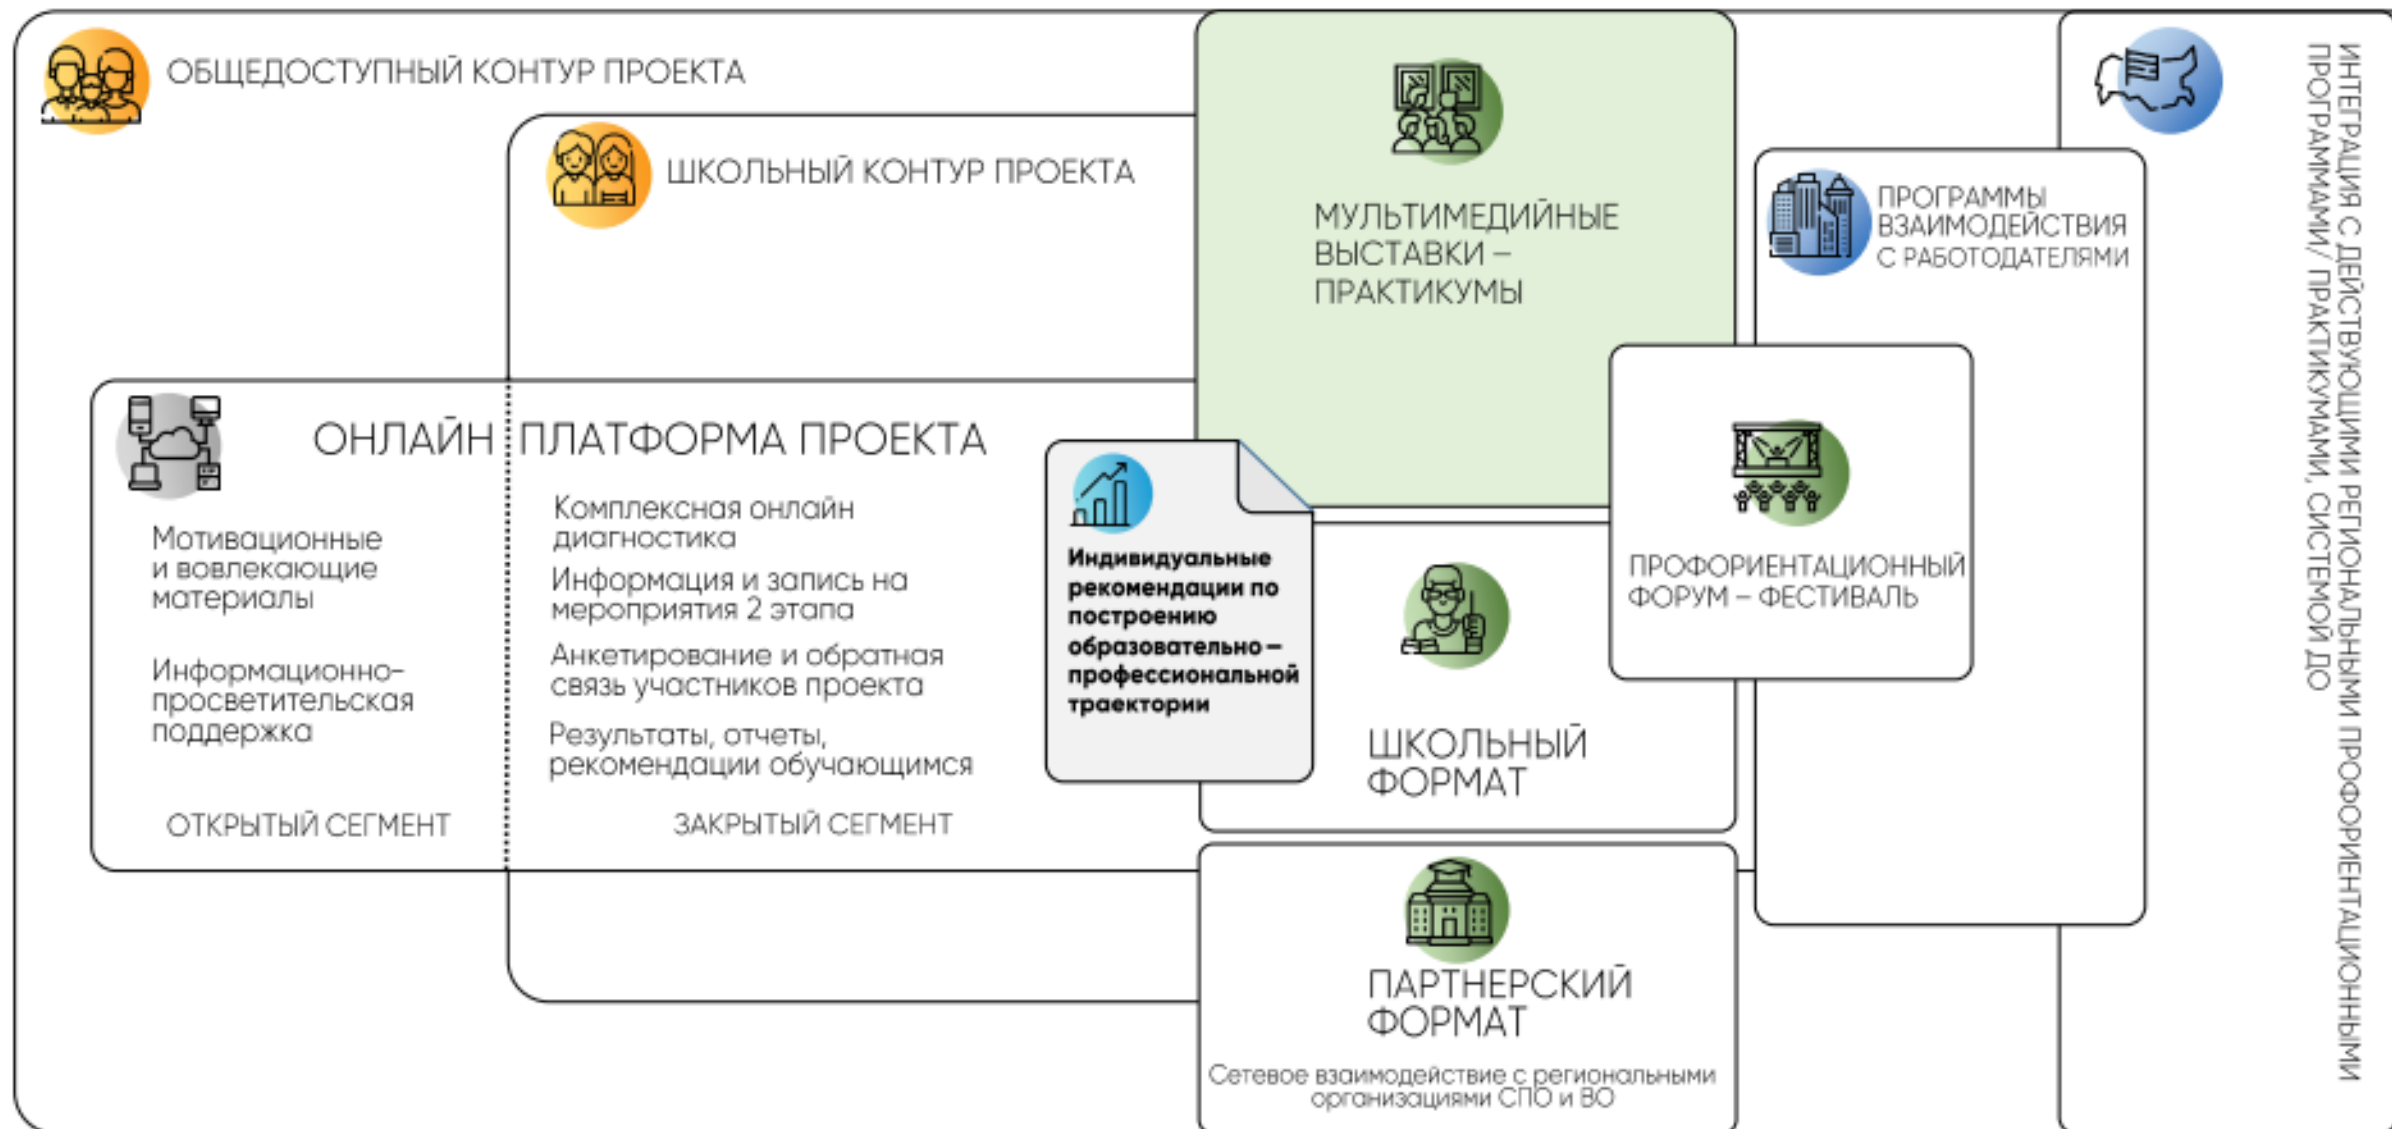 ОБЩЕДОСТУПНЫЙ КОНТУР ПРОЕКТА
ШКОЛЬНЫЙ КОНТУР ПРОЕКТА
ОНЛАЙН ПЛАТФОРМА ПРОЕКТА
Мотивационные
и вовлекающие
материалы
Информационно-
просветительская
поддержка
ОТКРЫТЫЙ СЕГМЕНТ
Комплексная онлайн
диагностика
Информация и запись на
мероприятия 2 этапа
Анкетирование и обратная
связь участников проекта
Результаты, отчеты,
рекомендации обучающимся
ЗАКРЫТЫЙ СЕГМЕНТ
Индивидуальные
рекомендации по
построению
образовательно –
профессиональной
траектории
МУЛЬТИМЕДИЙНЫЕ
ВЫСТАВКИ –
ПРАКТИКУМЫ
ШКОЛЬНЫЙ
ФОРМАТ
ПАРТНЕРСКИЙ
ФОРМАТ
Сетевое взаимодействие с региональными
организациями СПО и ВО
ПРОФОРИЕНТАЦИОННЫЙ
ФОРУМ – ФЕСТИВАЛЬ
ПРОГРАММЫ
ВЗАИМОДЕЙСТВИЯ
С РАБОТОДАТЕЛЯМИ
ИНТЕГРАЦИЯ С ДЕЙСТВУЮЩИМИ РЕГИОНАЛЬНЫМИ ПРОФОРИЕНТАЦИОННЫМИ
ПРОГРАММАМИ/ ПРАКТИКУМАМИ, СИСТЕМОЙ ДО